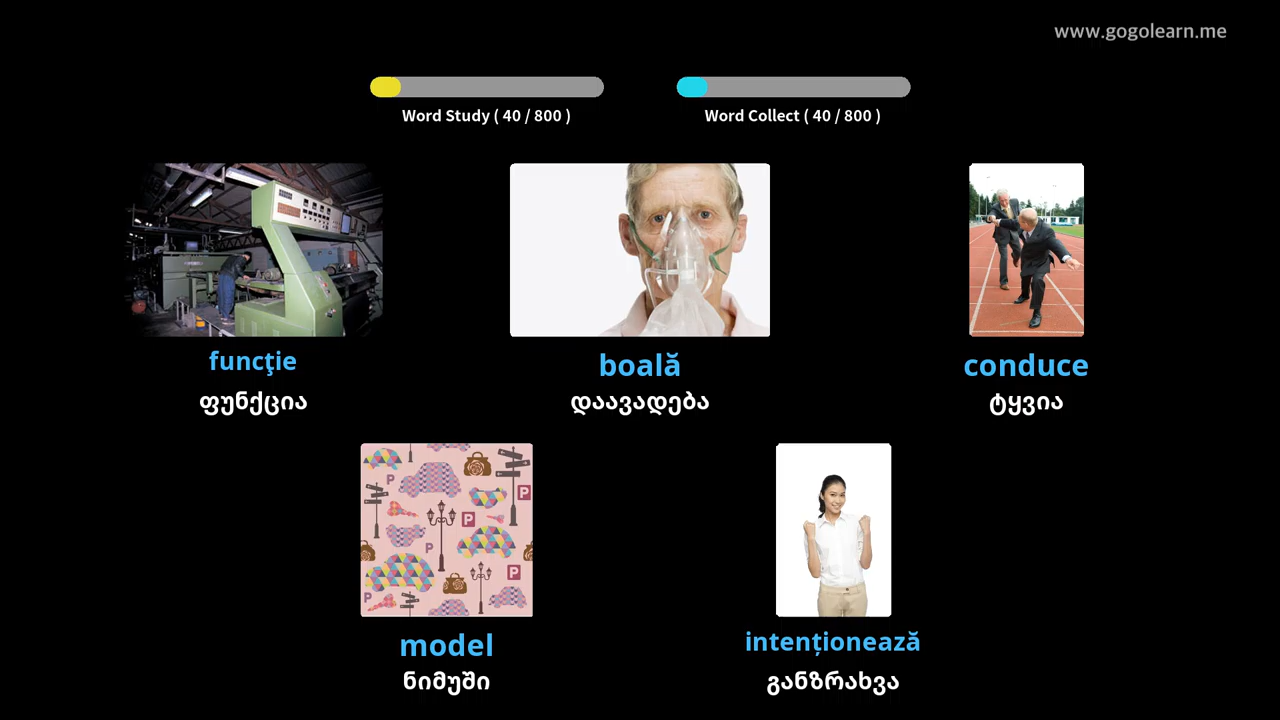 www.gogolearn.me
Word Study ( 40 / 800 )
Word Collect ( 40 / 800 )
funcţie
ფუნქცია
boală
დაავადება
conduce
ტყვია
P
P
P
P
P
P
model
ნიმუში
intenționează
განზრახვა